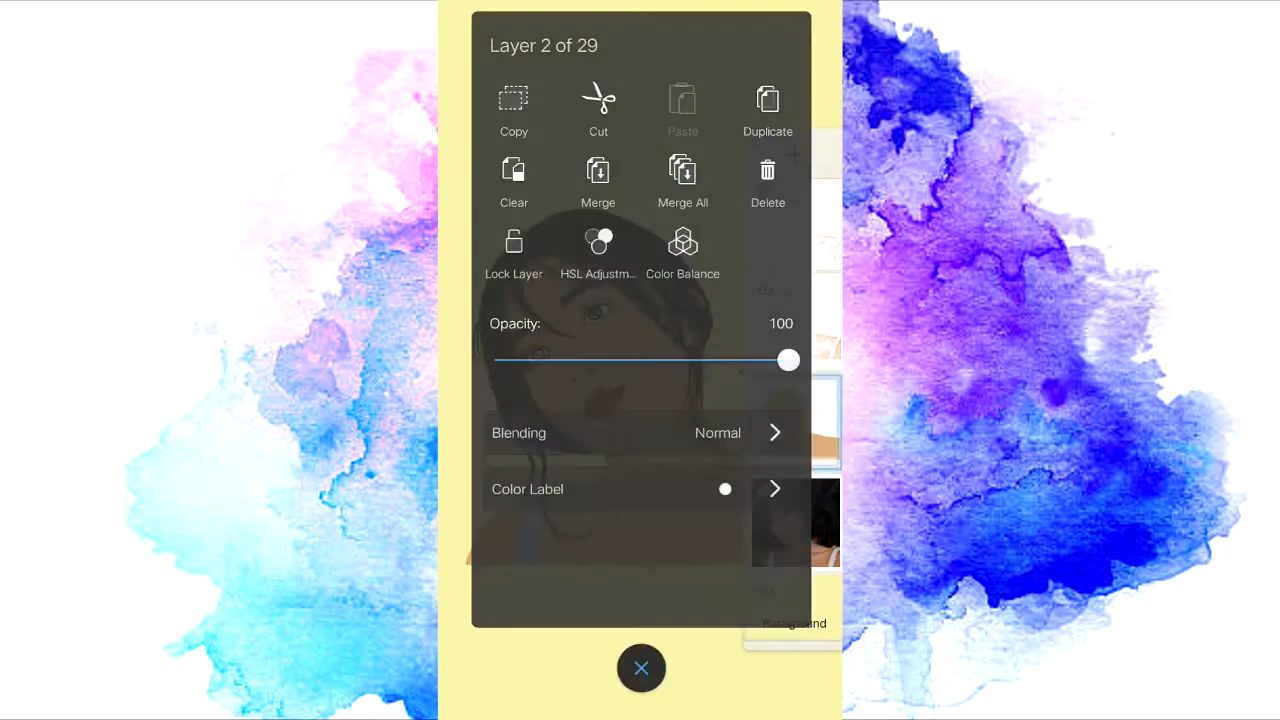 Layer 2 of 29
Copy Cut Paste Duplicate
Clear Merge Merge All Delete
Lock Layer HSL Adjustm... Color Balance
Opacity: 100
Blending Normal
Color Label
Background